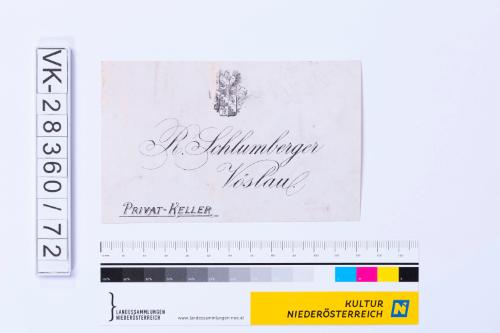 VK-28360/72
R. Schlumberger
Vöslau.
PRIVAT-KELLER
LANDESSAMMLUNGEN
NIEDERÖSTERREICH
www.landessammlungen-noe.at
KULTUR
NIEDERÖSTERREICH
N